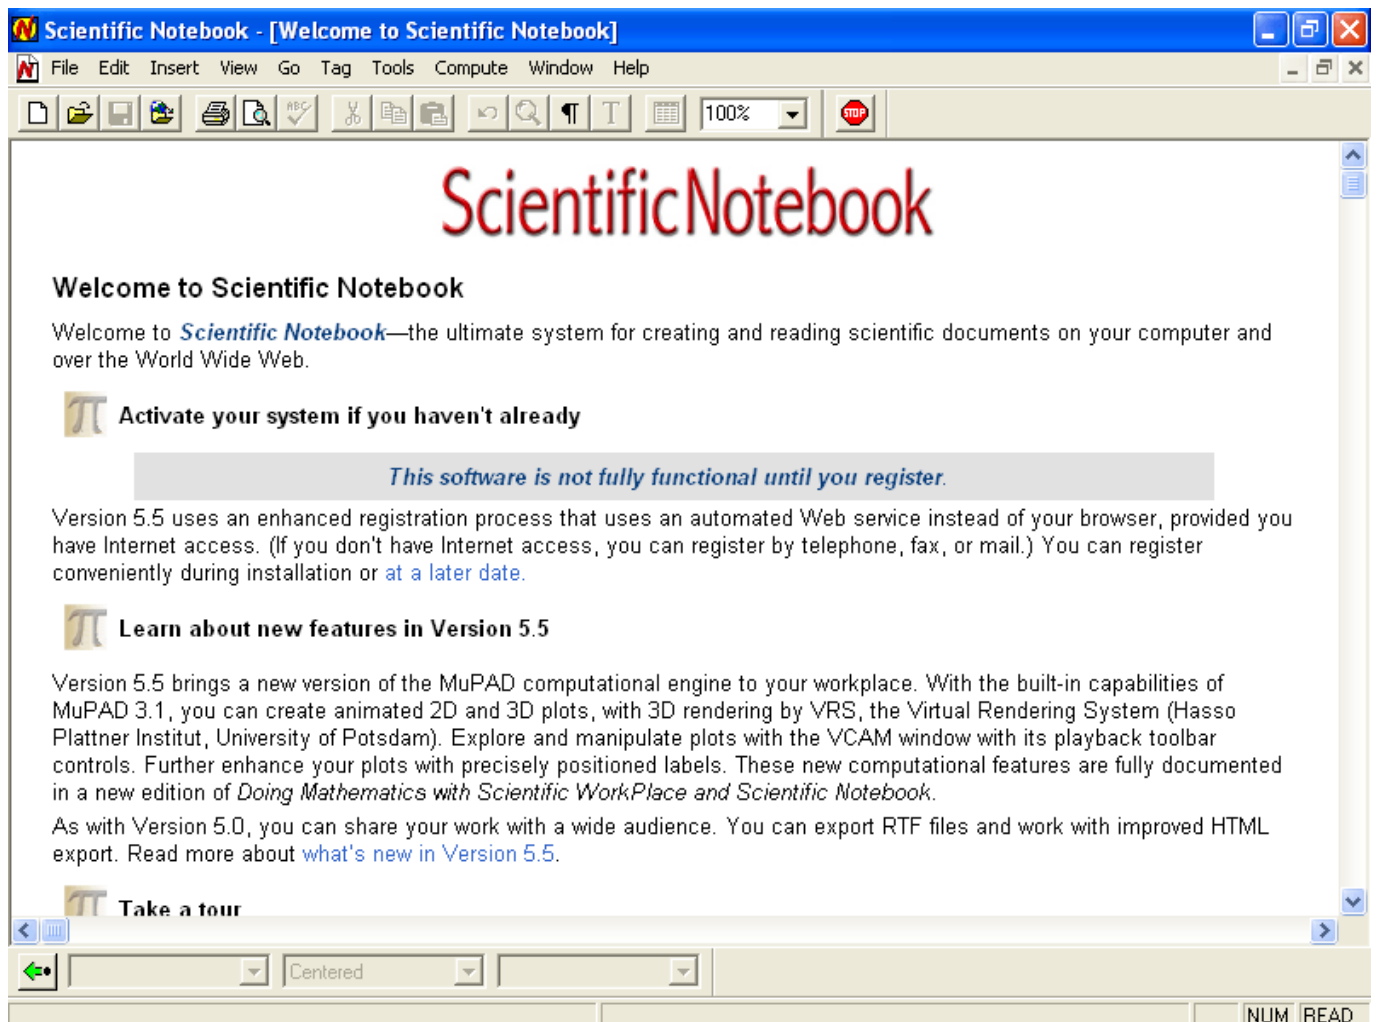 Scientific Notebook - [Welcome to Scientific Notebook]
File Edit Insert View Go Tag Tools Compute Window Help
ABC T 100% STOP
ScientificNotebook
Welcome to Scientific Notebook
Welcome to Scientific Notebook—the ultimate system for creating and reading scientific documents on your computer and
over the World Wide Web.
π Activate your system if you haven't already
This software is not fully functional until you register.
Version 5.5 uses an enhanced registration process that uses an automated Web service instead of your browser, provided you
have Internet access. (If you don't have Internet access, you can register by telephone, fax, or mail.) You can register
conveniently during installation or at a later date.
π Learn about new features in Version 5.5
Version 5.5 brings a new version of the MuPAD computational engine to your workplace. With the built-in capabilities of
MuPAD 3.1, you can create animated 2D and 3D plots, with 3D rendering by VRS, the Virtual Rendering System (Hasso
Plattner Institut, University of Potsdam). Explore and manipulate plots with the VCAM window with its playback toolbar
controls. Further enhance your plots with precisely positioned labels. These new computational features are fully documented
in a new edition of Doing Mathematics with Scientific WorkPlace and Scientific Notebook.
As with Version 5.0, you can share your work with a wide audience. You can export RTF files and work with improved HTML
export. Read more about what's new in Version 5.5.
π Take a tour
Centered
NUM READ